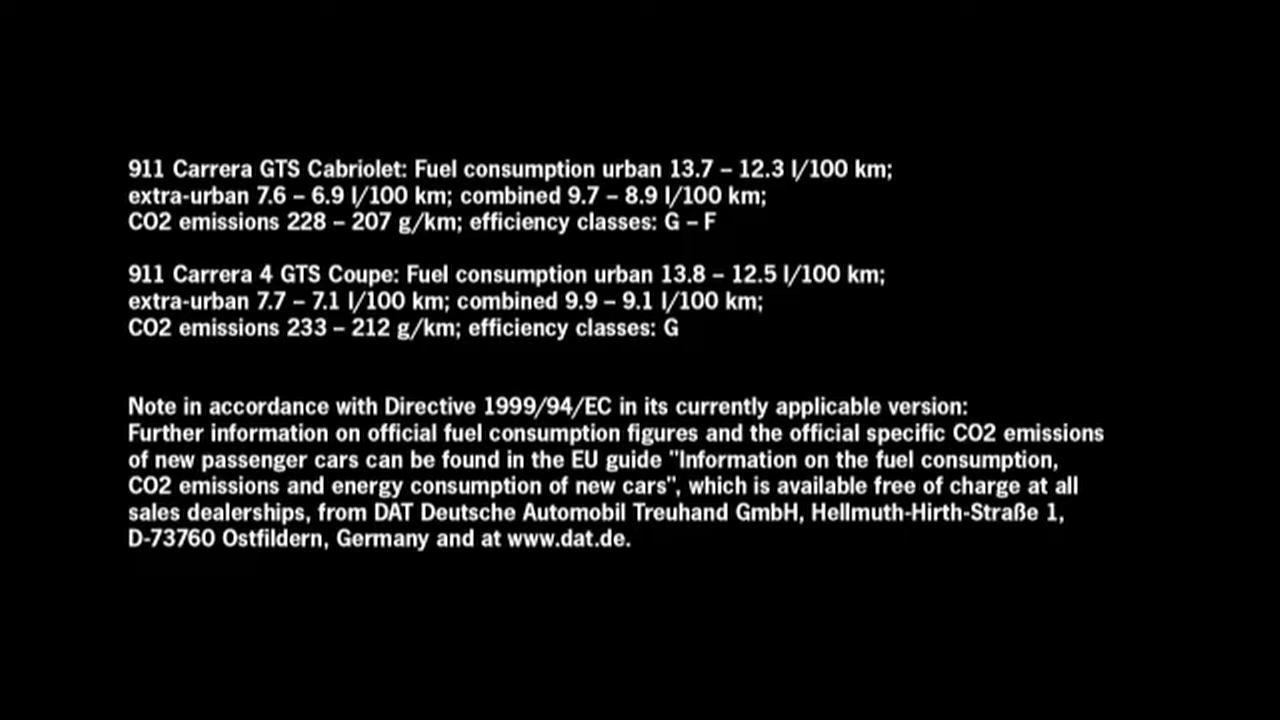 911 Carrera GTS Cabriolet: Fuel consumption urban 13.7 – 12.3 l/100 km;
extra-urban 7.6 – 6.9 l/100 km; combined 9.7 – 8.9 l/100 km;
CO2 emissions 228 – 207 g/km; efficiency classes: G – F
911 Carrera 4 GTS Coupe: Fuel consumption urban 13.8 – 12.5 l/100 km;
extra-urban 7.7 – 7.1 l/100 km; combined 9.9 – 9.1 l/100 km;
CO2 emissions 233 – 212 g/km; efficiency classes: G
Note in accordance with Directive 1999/94/EC in its currently applicable version:
Further information on official fuel consumption figures and the official specific CO2 emissions
of new passenger cars can be found in the EU guide "Information on the fuel consumption,
CO2 emissions and energy consumption of new cars", which is available free of charge at all
sales dealerships, from DAT Deutsche Automobil Treuhand GmbH, Hellmuth-Hirth-Straße 1,
D-73760 Ostfildern, Germany and at www.dat.de.